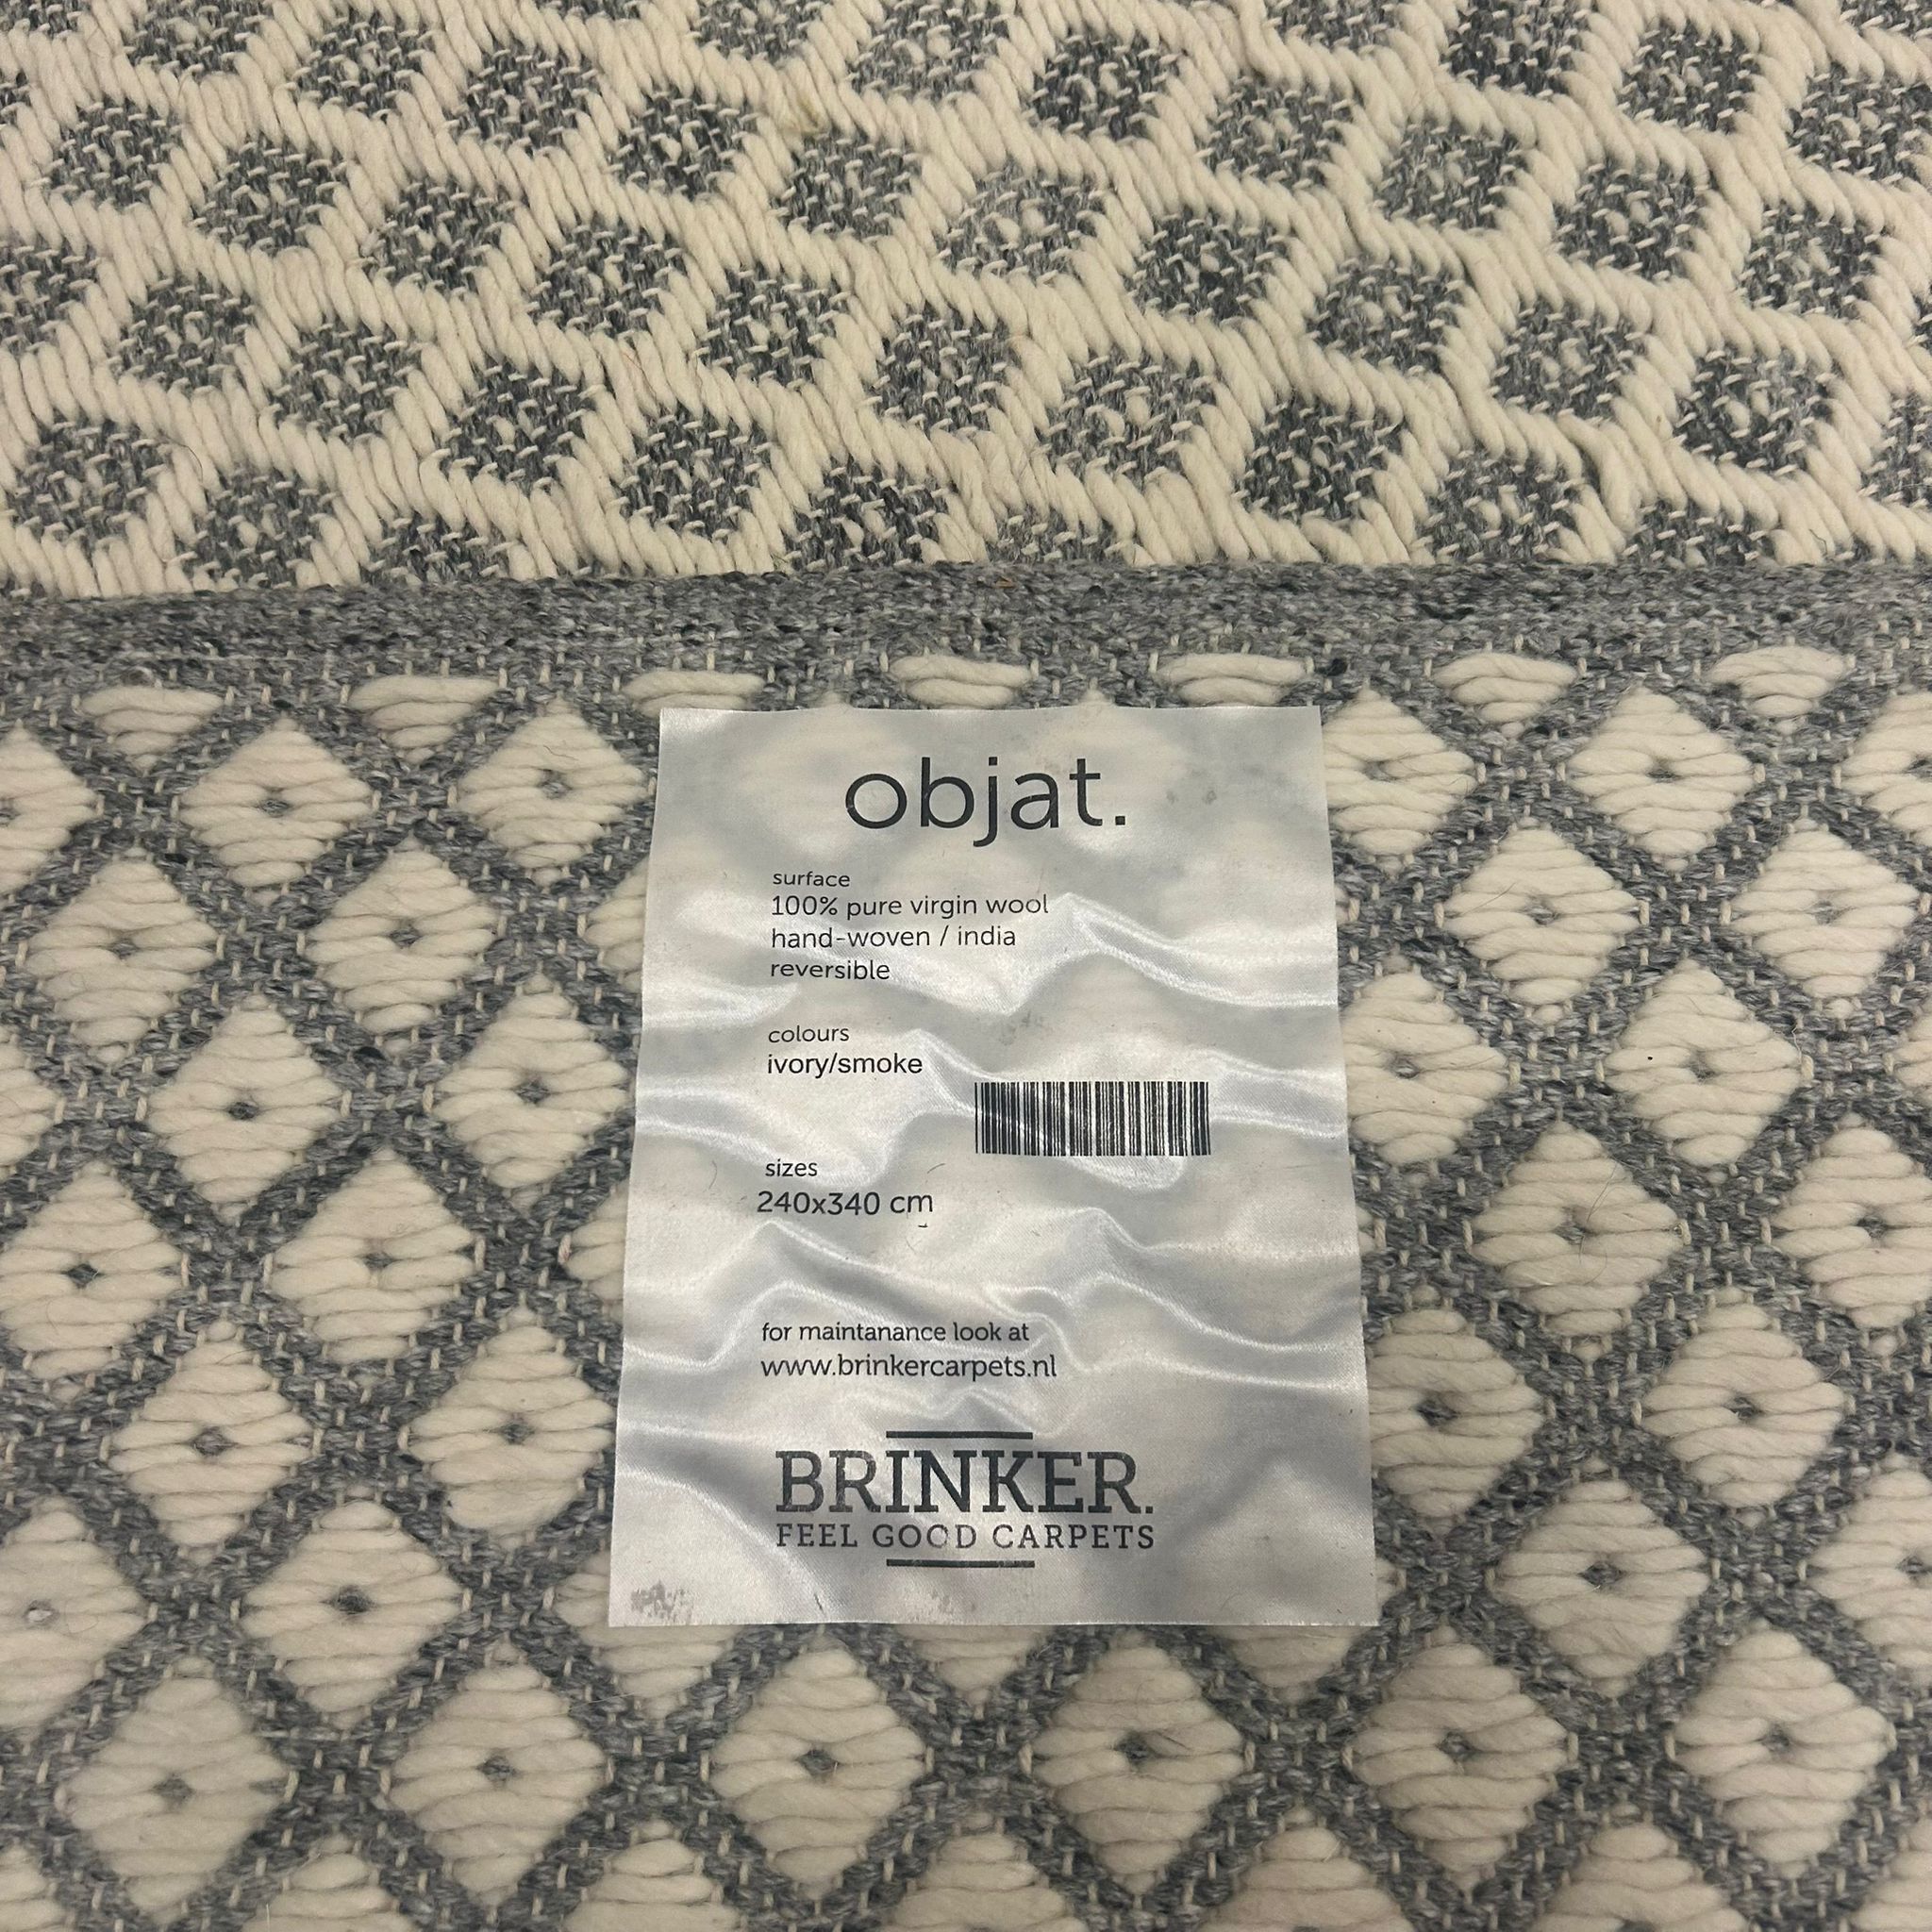 objat.
surface
100% pure virgin wool
hand-woven / india
reversible
colours
ivory/smoke
sizes
240x340 cm
for maintanance look at
www.brinkercarpets.nl
BRINKER.
FEEL GOOD CARPETS